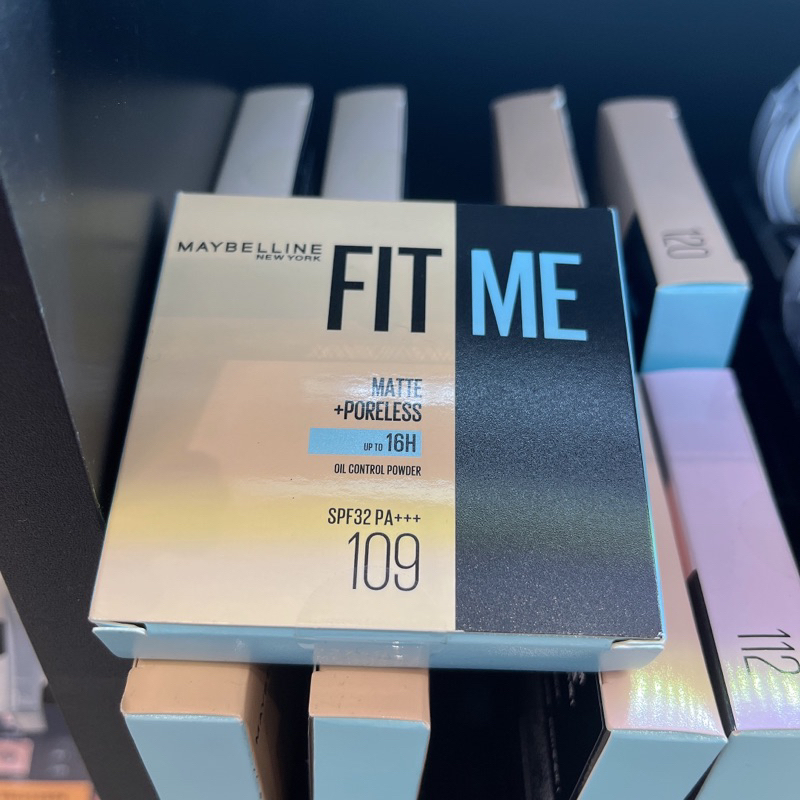 MAYBELLINE
NEW YORK
FIT ME
MATTE
+PORELESS
UP TO 16H
OIL CONTROL POWDER
SPF32 PA+++
109
120
112